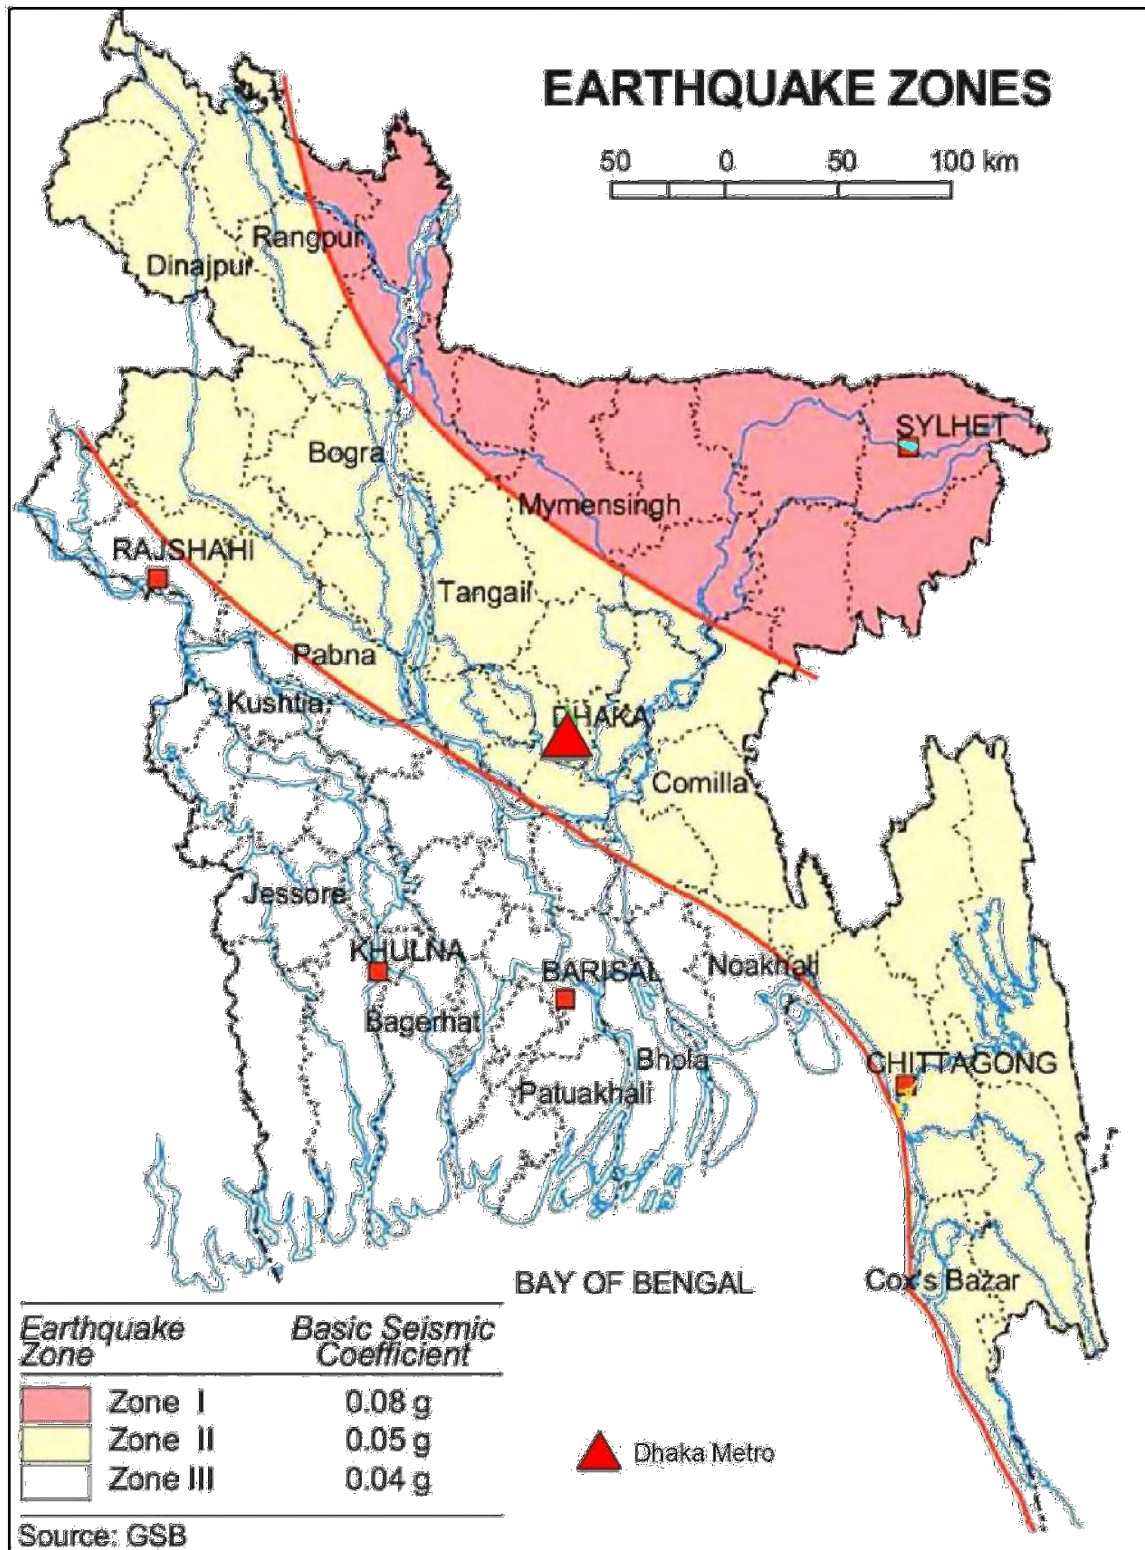 EARTHQUAKE ZONES
50 0 50 100 km
Rangpur
Dinajpur
SYLHET
Bogra
Mymensingh
RAJSHAHI
Tangail
Pabna
Kushtia
DHAKA
Comilla
Jessore
KHULNA
BARISAL
Noakhali
Bagerhat
Bhola
CHITTAGONG
Patuakhali
BAY OF BENGAL
Cox's Bazar
Earthquake Zone
Basic Seismic Coefficient
Zone I 0.08 g
Zone II 0.05 g
Zone III 0.04 g
Dhaka Metro
Source: GSB